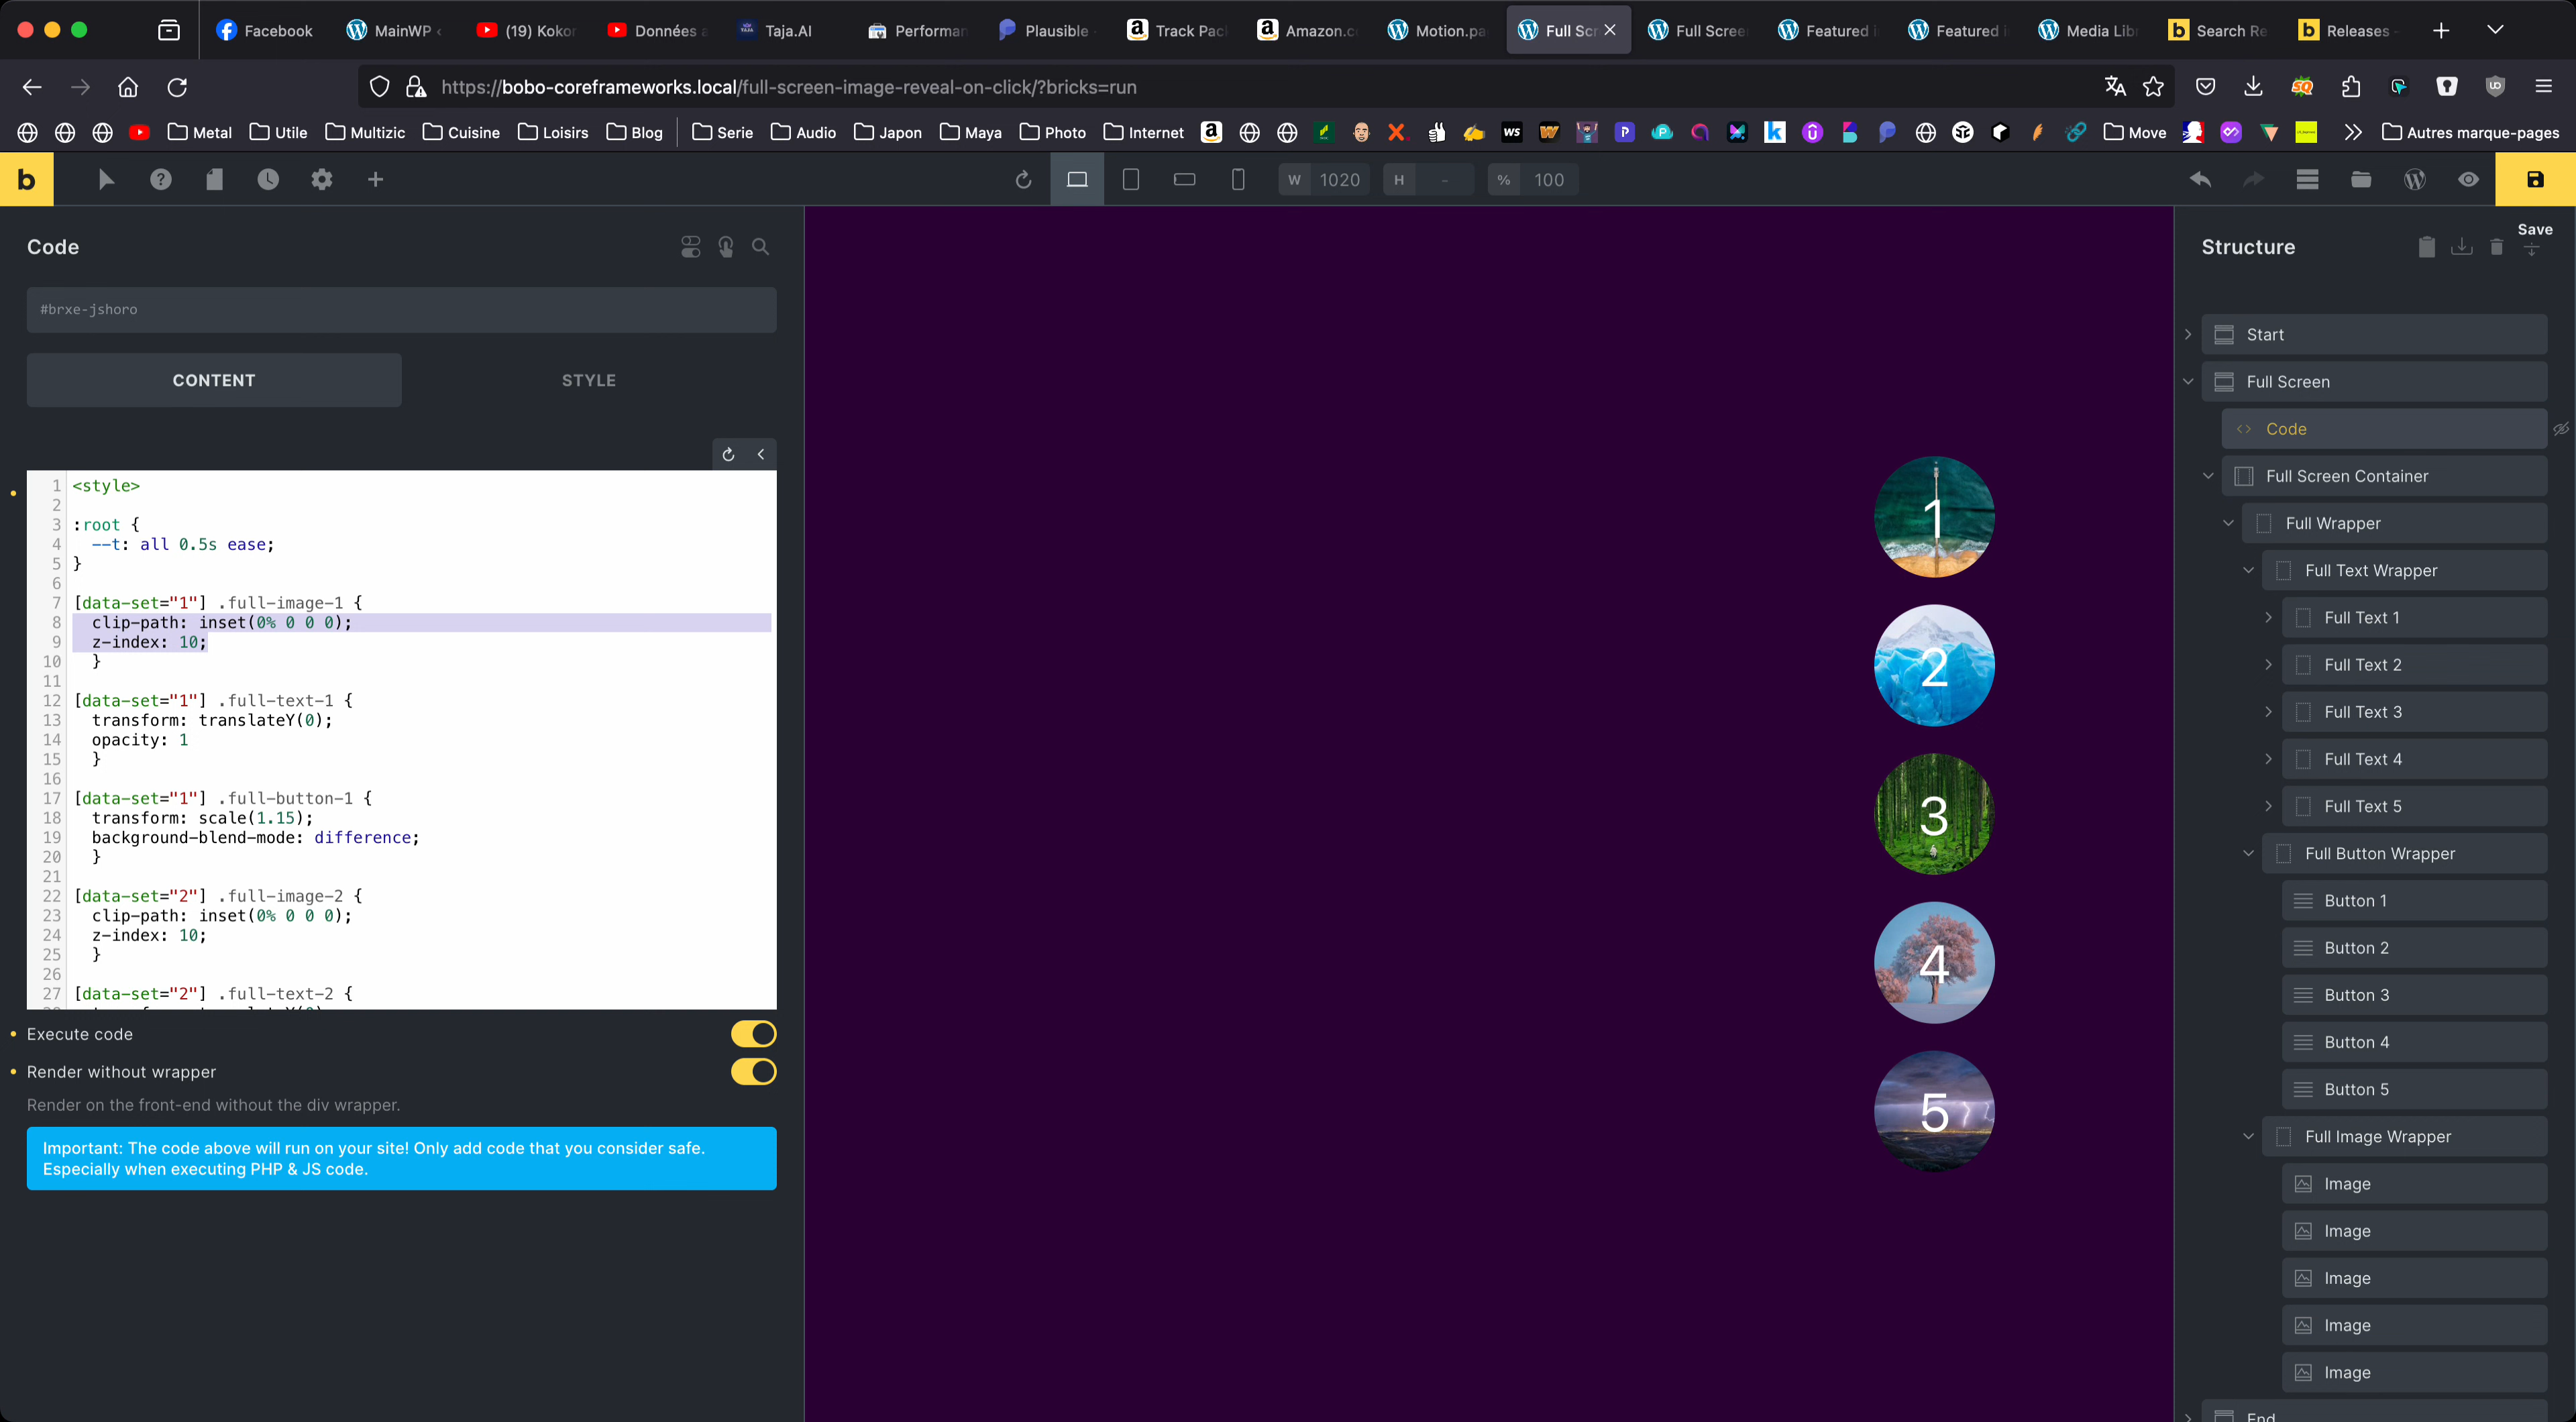 Facebook
MainWP ‹
(19) Kokor
Données a
Taja.AI
Performan
Plausible ·
Track Pac
Amazon.c
Motion.pa
Full Scr
Full Scree
Featured i
Featured i
Media Lib
Search Re
Releases -
https://bobo-coreframeworks.local/full-screen-image-reveal-on-click/?bricks=run
Metal
Utile
Multizic
Cuisine
Loisirs
Blog
Serie
Audio
Japon
Maya
Photo
Internet
Move
Autres marque-pages
b
W 1020
H -
% 100
Code
#brxe-jshoro
CONTENT
STYLE
1 <style>
2
3 :root {
4 --t: all 0.5s ease;
5 }
6
7 [data-set="1"] .full-image-1 {
8 clip-path: inset(0% 0 0 0);
9 z-index: 10;
10 }
11
12 [data-set="1"] .full-text-1 {
13 transform: translateY(0);
14 opacity: 1
15 }
16
17 [data-set="1"] .full-button-1 {
18 transform: scale(1.15);
19 background-blend-mode: difference;
20 }
21
22 [data-set="2"] .full-image-2 {
23 clip-path: inset(0% 0 0 0);
24 z-index: 10;
25 }
26
27 [data-set="2"] .full-text-2 {
Execute code
Render without wrapper
Render on the front-end without the div wrapper.
Important: The code above will run on your site! Only add code that you consider safe.
Especially when executing PHP & JS code.
1
2
3
4
5
Save
Structure
Start
Full Screen
Code
Full Screen Container
Full Wrapper
Full Text Wrapper
Full Text 1
Full Text 2
Full Text 3
Full Text 4
Full Text 5
Full Button Wrapper
Button 1
Button 2
Button 3
Button 4
Button 5
Full Image Wrapper
Image
Image
Image
Image
Image
End